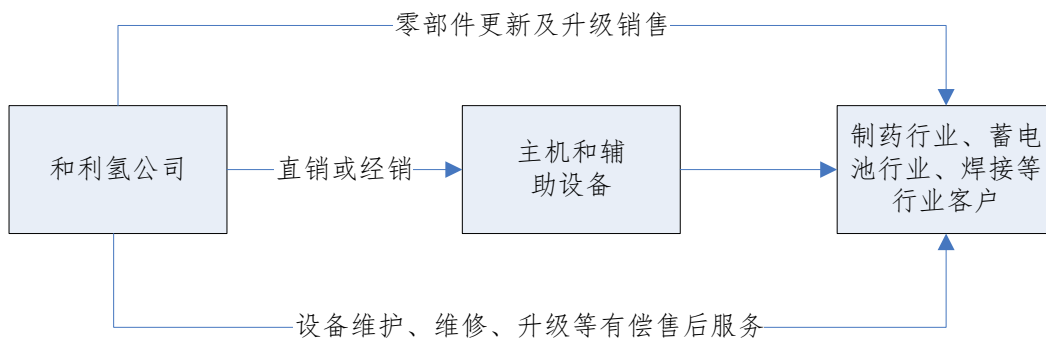 零部件更新及升级销售
和利氢公司
直销或经销
主机和辅
助设备
制药行业、蓄电
池行业、焊接等
行业客户
设备维护、维修、升级等有偿售后服务